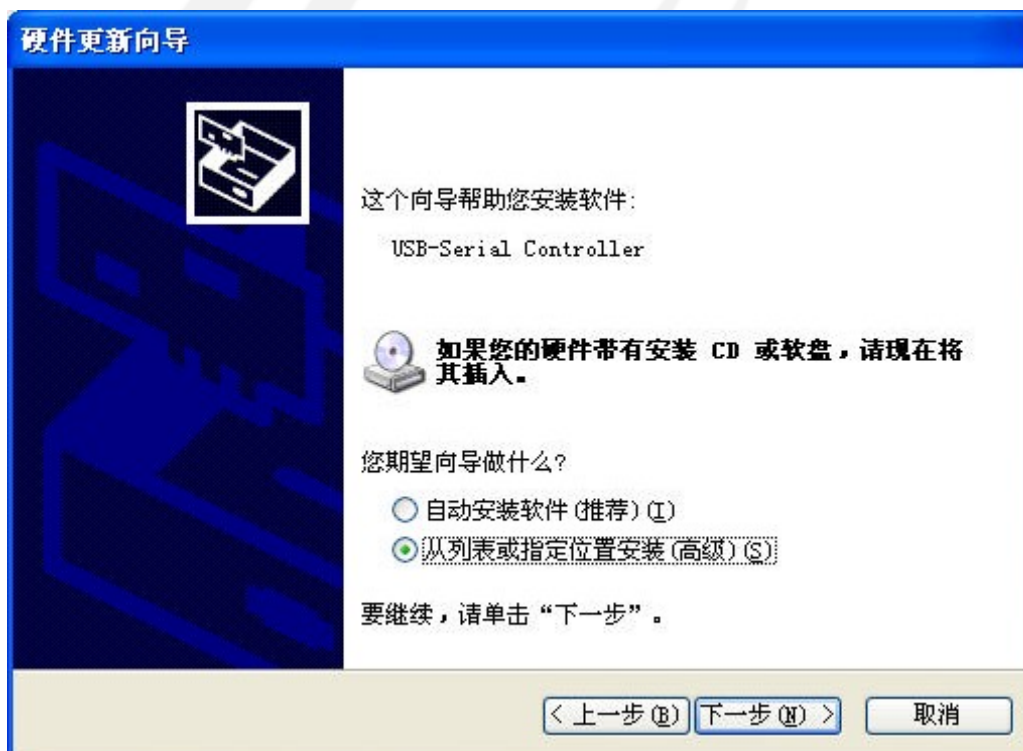 硬件更新向导
这个向导帮助您安装软件:
USB-Serial Controller
如果您的硬件带有安装 CD 或软盘，请现在将
其插入。
您期望向导做什么?
自动安装软件(推荐)(I)
从列表或指定位置安装(高级)(S)
要继续，请单击“下一步”。
< 上一步(B) 下一步(N) > 取消